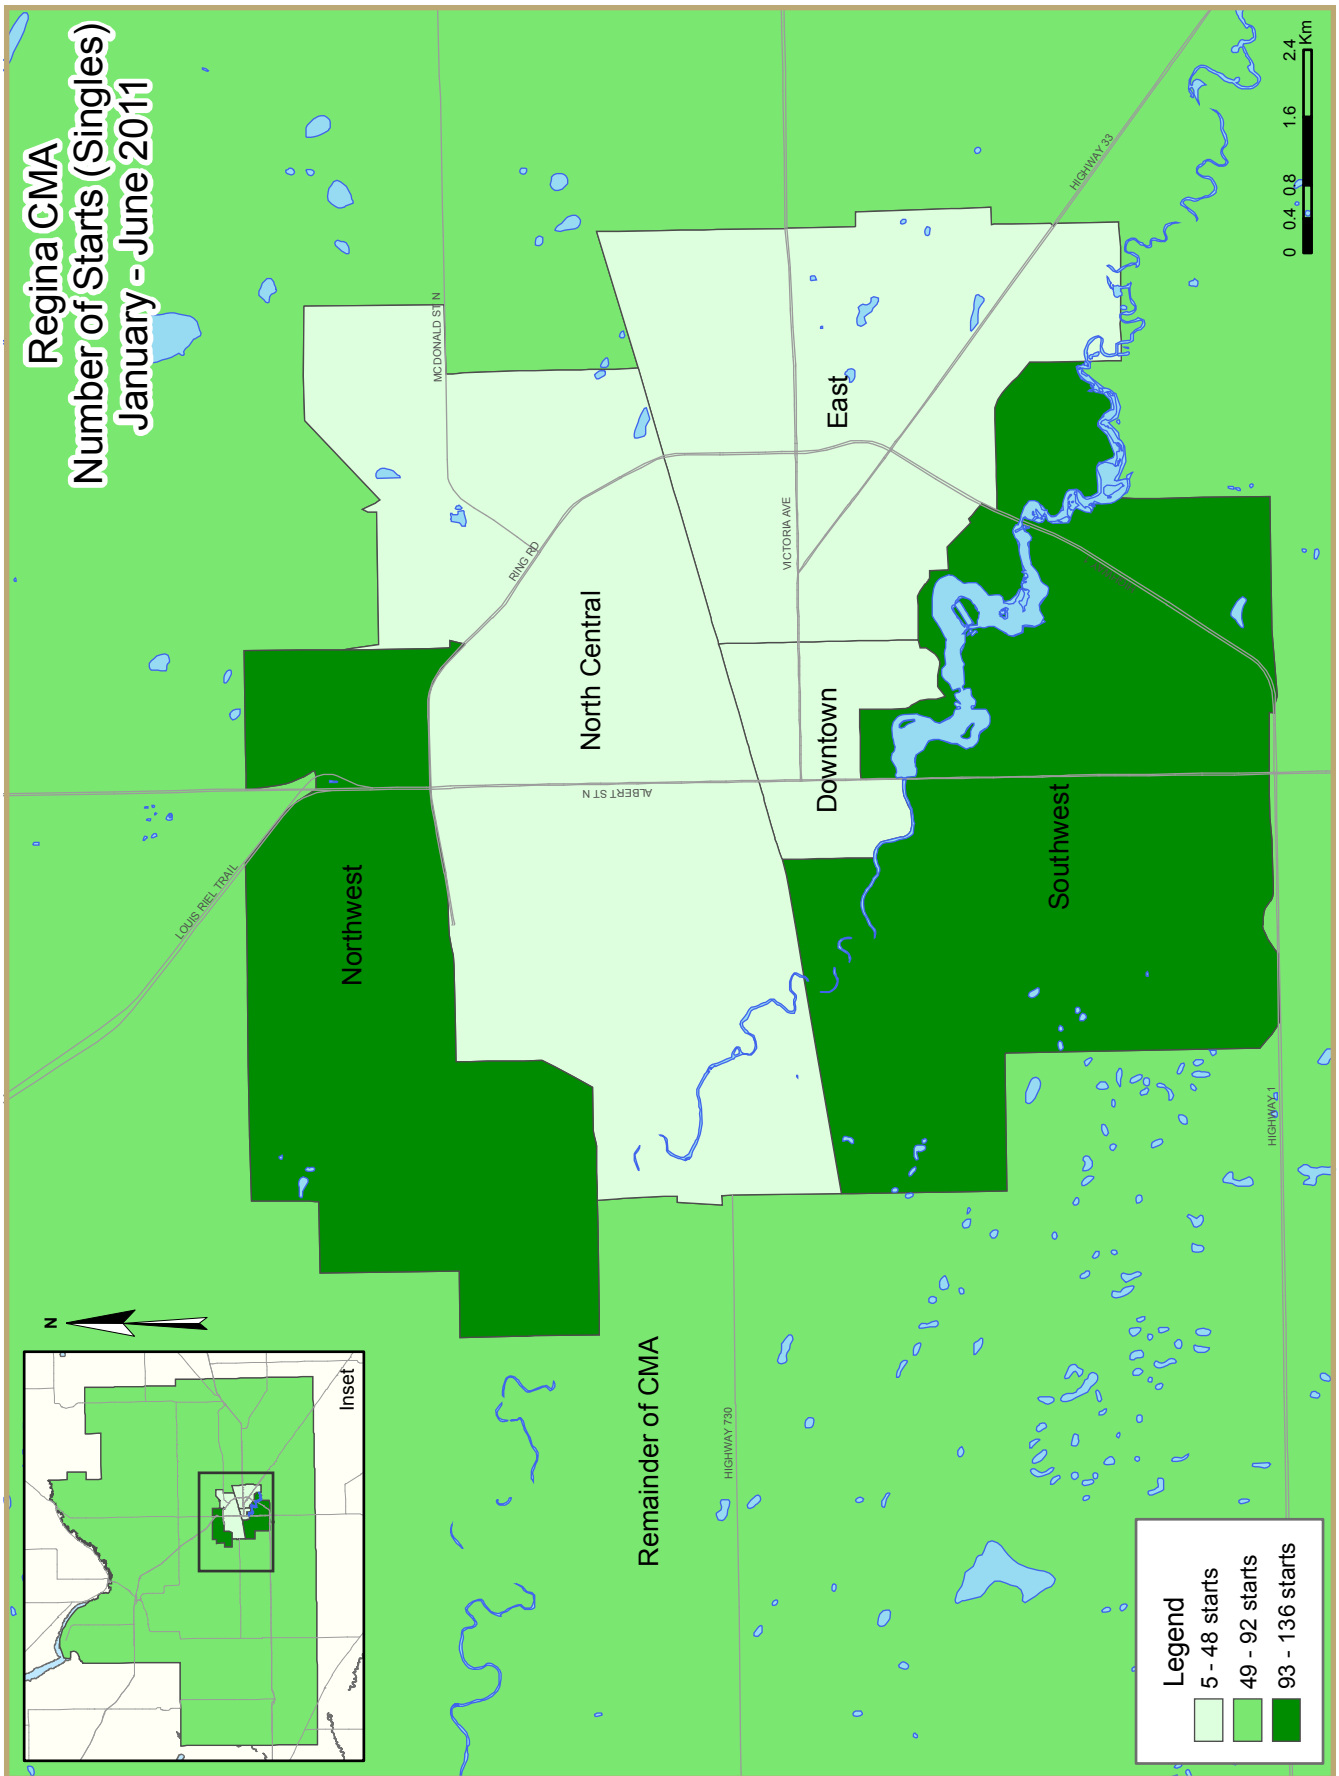 Regina CMA
Number of Starts (Singles)
January - June 2011
N
Inset
LOUIS RIEL TRAIL
MCDONALD ST N
RING RD
Northwest
North Central
ALBERT ST N
VICTORIA AVE
East
Downtown
HIGHWAY 33
Southwest
Remainder of CMA
HIGHWAY 730
HIGHWAY 1
Legend
5 - 48 starts
49 - 92 starts
93 - 136 starts
0 0.4 0.8 1.6 2.4
Km